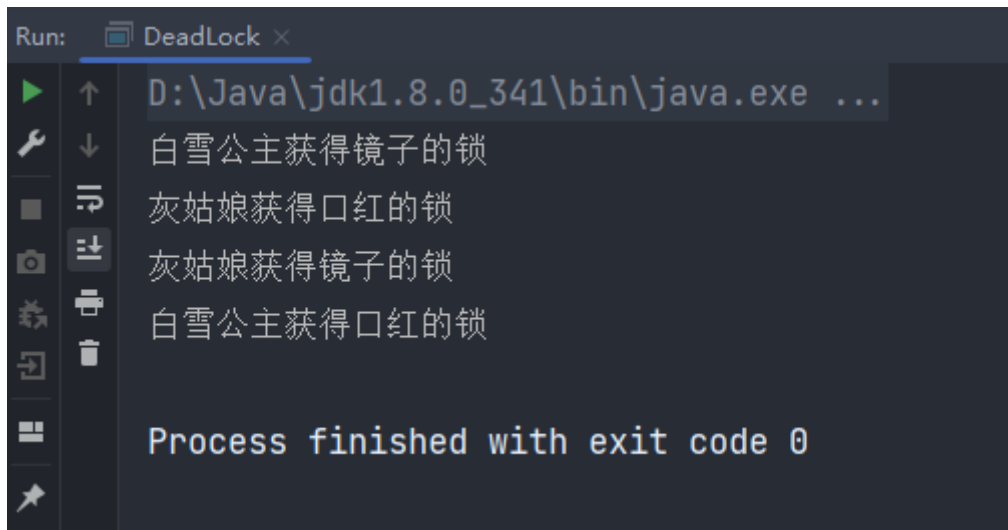 Run: DeadLock ×
D:\Java\jdk1.8.0_341\bin\java.exe ...
白雪公主获得镜子的锁
灰姑娘获得口红的锁
灰姑娘获得镜子的锁
白雪公主获得口红的锁
Process finished with exit code 0